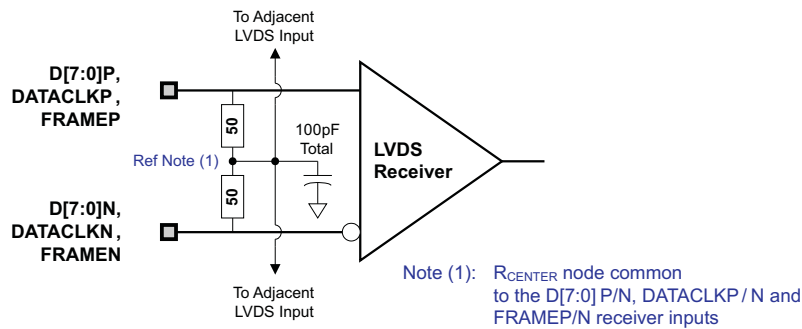 To Adjacent
LVDS Input
D[7:0]P,
DATACLKP,
FRAMEP
50
100pF
Total
Ref Note (1)
LVDS
Receiver
50
D[7:0]N,
DATACLKN,
FRAMEN
To Adjacent
LVDS Input
Note (1): RCENTER node common
to the D[7:0] P/N, DATACLKP / N and
FRAMEP/N receiver inputs